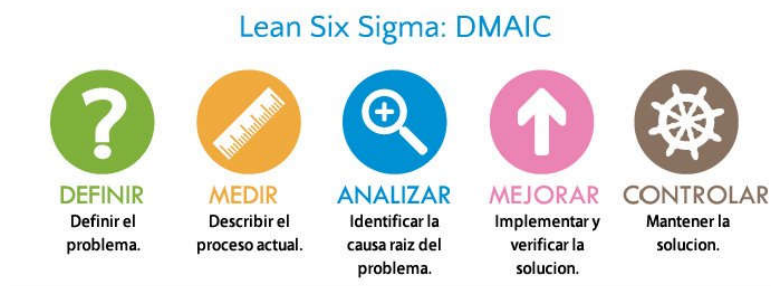 Lean Six Sigma: DMAIC
DEFINIR
Definir el
problema.
MEDIR
Describir el
proceso actual.
ANALIZAR
Identificar la
causa raiz del
problema.
MEJORAR
Implementar y
verificar la
solucion.
CONTROLAR
Mantener la
solucion.